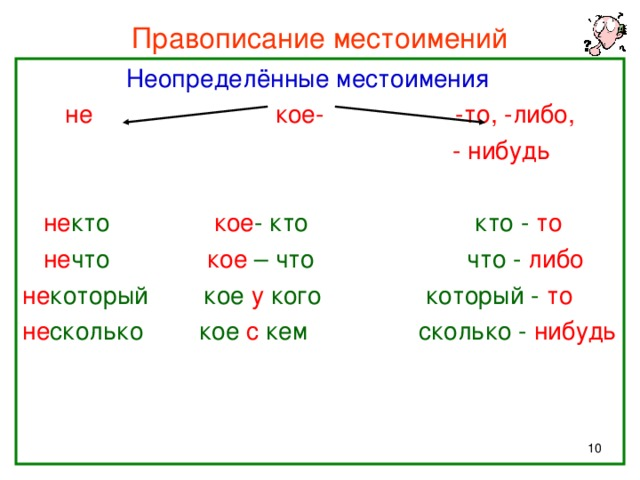 Правописание местоимений
Неопределённые местоимения
не кое- -то, -либо,
- нибудь
некто кое- кто кто - то
нечто кое – что что - либо
некоторый кое у кого который - то
несколько кое с кем сколько - нибудь
10